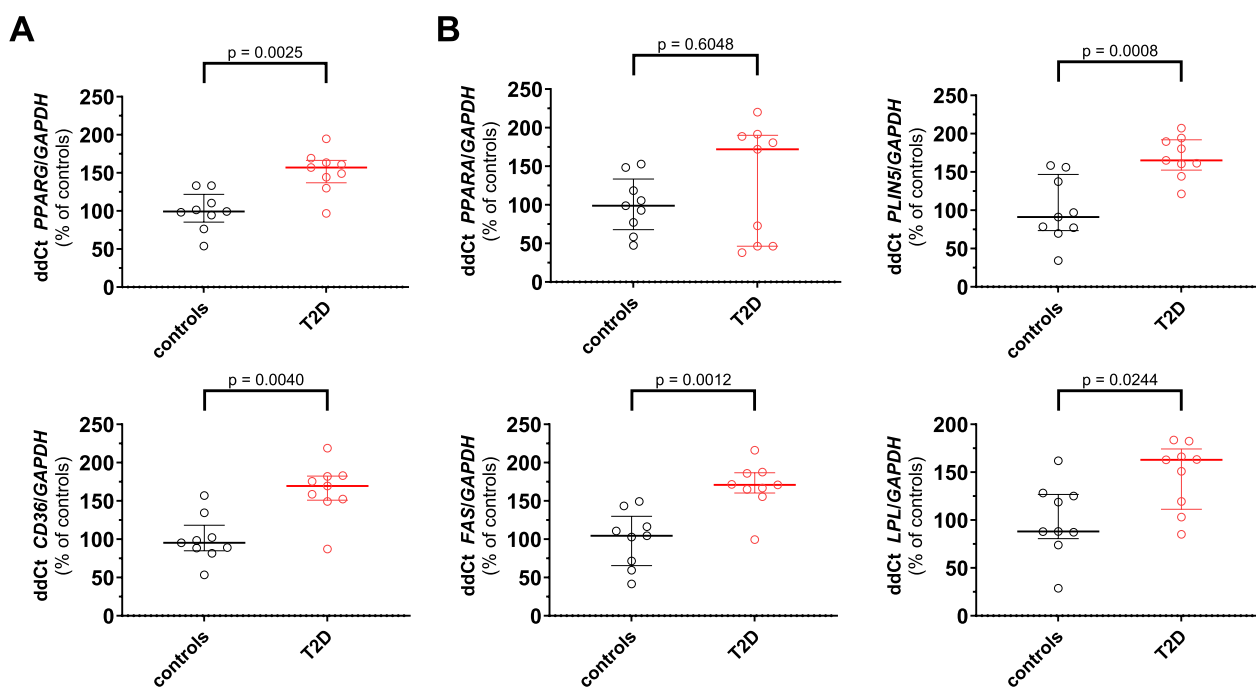 A
B
p = 0.0025
ddCt PPARG/GAPDH
(% of controls)
250
200
150
100
50
0
controls
T2D
p = 0.6048
ddCt PPARA/GAPDH
(% of controls)
250
200
150
100
50
0
controls
T2D
p = 0.0008
ddCt PLIN5/GAPDH
(% of controls)
250
200
150
100
50
0
controls
T2D
p = 0.0040
ddCt CD36/GAPDH
(% of controls)
250
200
150
100
50
0
controls
T2D
p = 0.0012
ddCt FAS/GAPDH
(% of controls)
250
200
150
100
50
0
controls
T2D
p = 0.0244
ddCt LPL/GAPDH
(% of controls)
200
150
100
50
0
controls
T2D